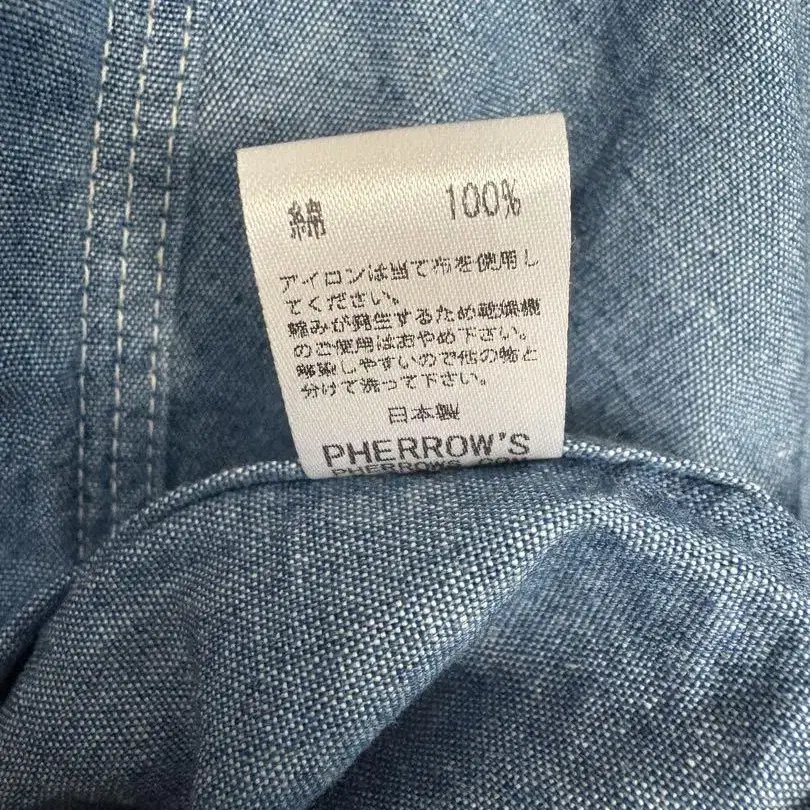 綿 100%
アイロンは当て布を使用し
てください。
縮みが発生するため乾燥機
のご使用はおやめ下さい。
移染しやすいので他の物と
分けて洗って下さい。
日本製
PHERROW'S
PHERROWS.COM